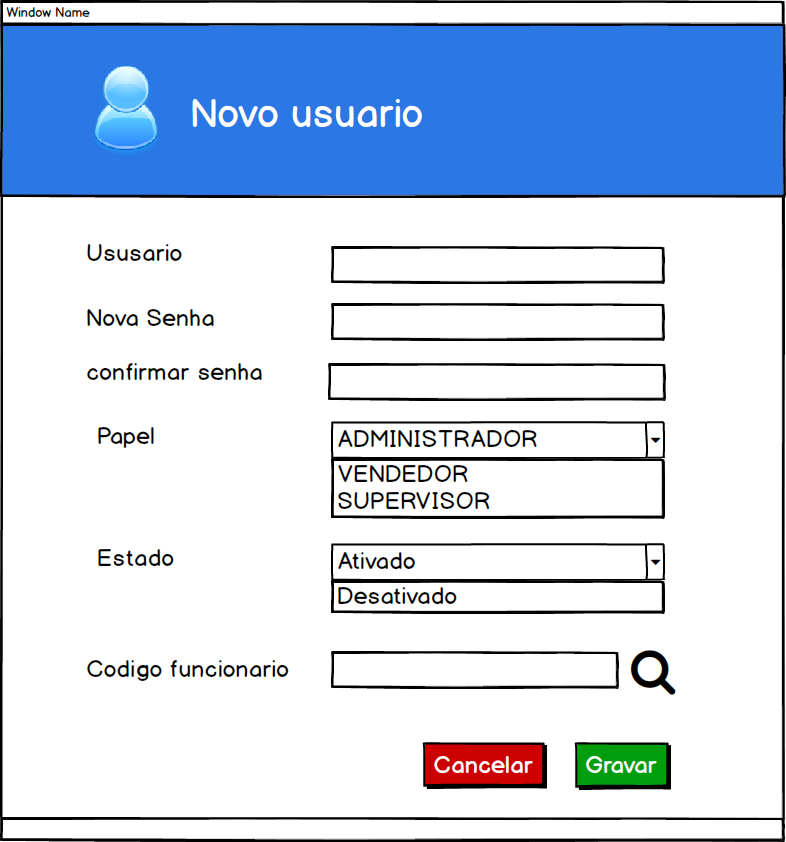 Window Name
Novo usuario
Ususario
Nova Senha
confirmar senha
Papel
ADMINISTRADOR
VENDEDOR
SUPERVISOR
Estado
Ativado
Desativado
Codigo funcionario
Cancelar
Gravar